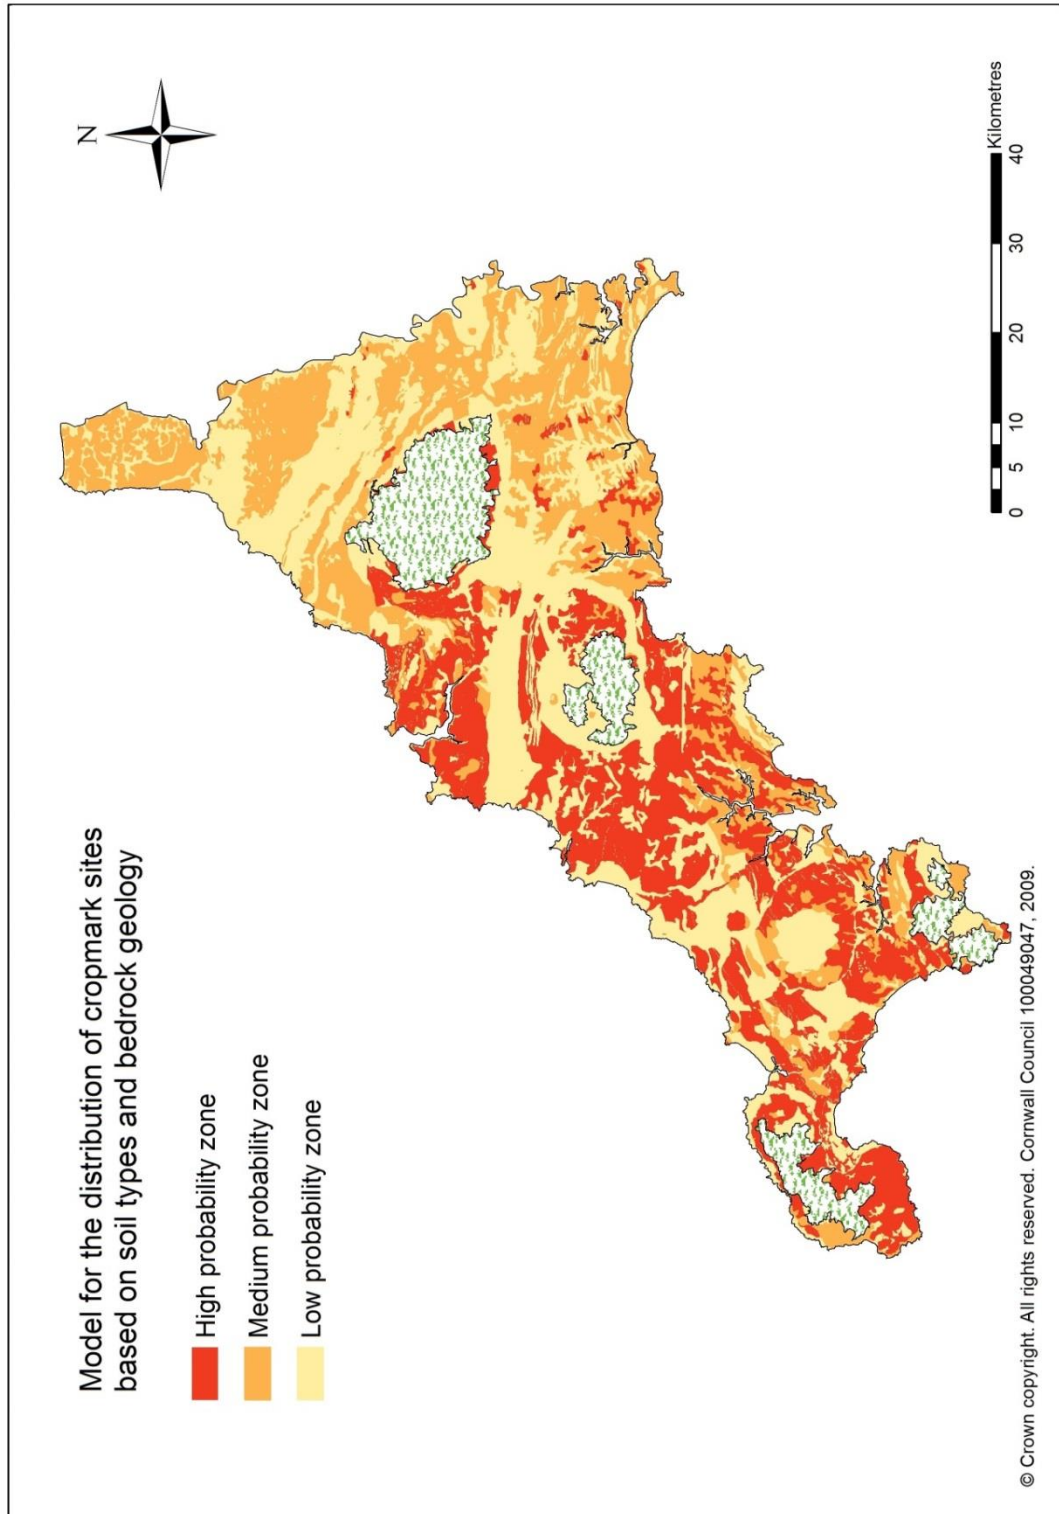 Model for the distribution of cropmark sites
based on soil types and bedrock geology
High probability zone
Medium probability zone
Low probability zone
N
0 5 10 20 30 40
Kilometres
© Crown copyright. All rights reserved. Cornwall Council 100049047, 2009.